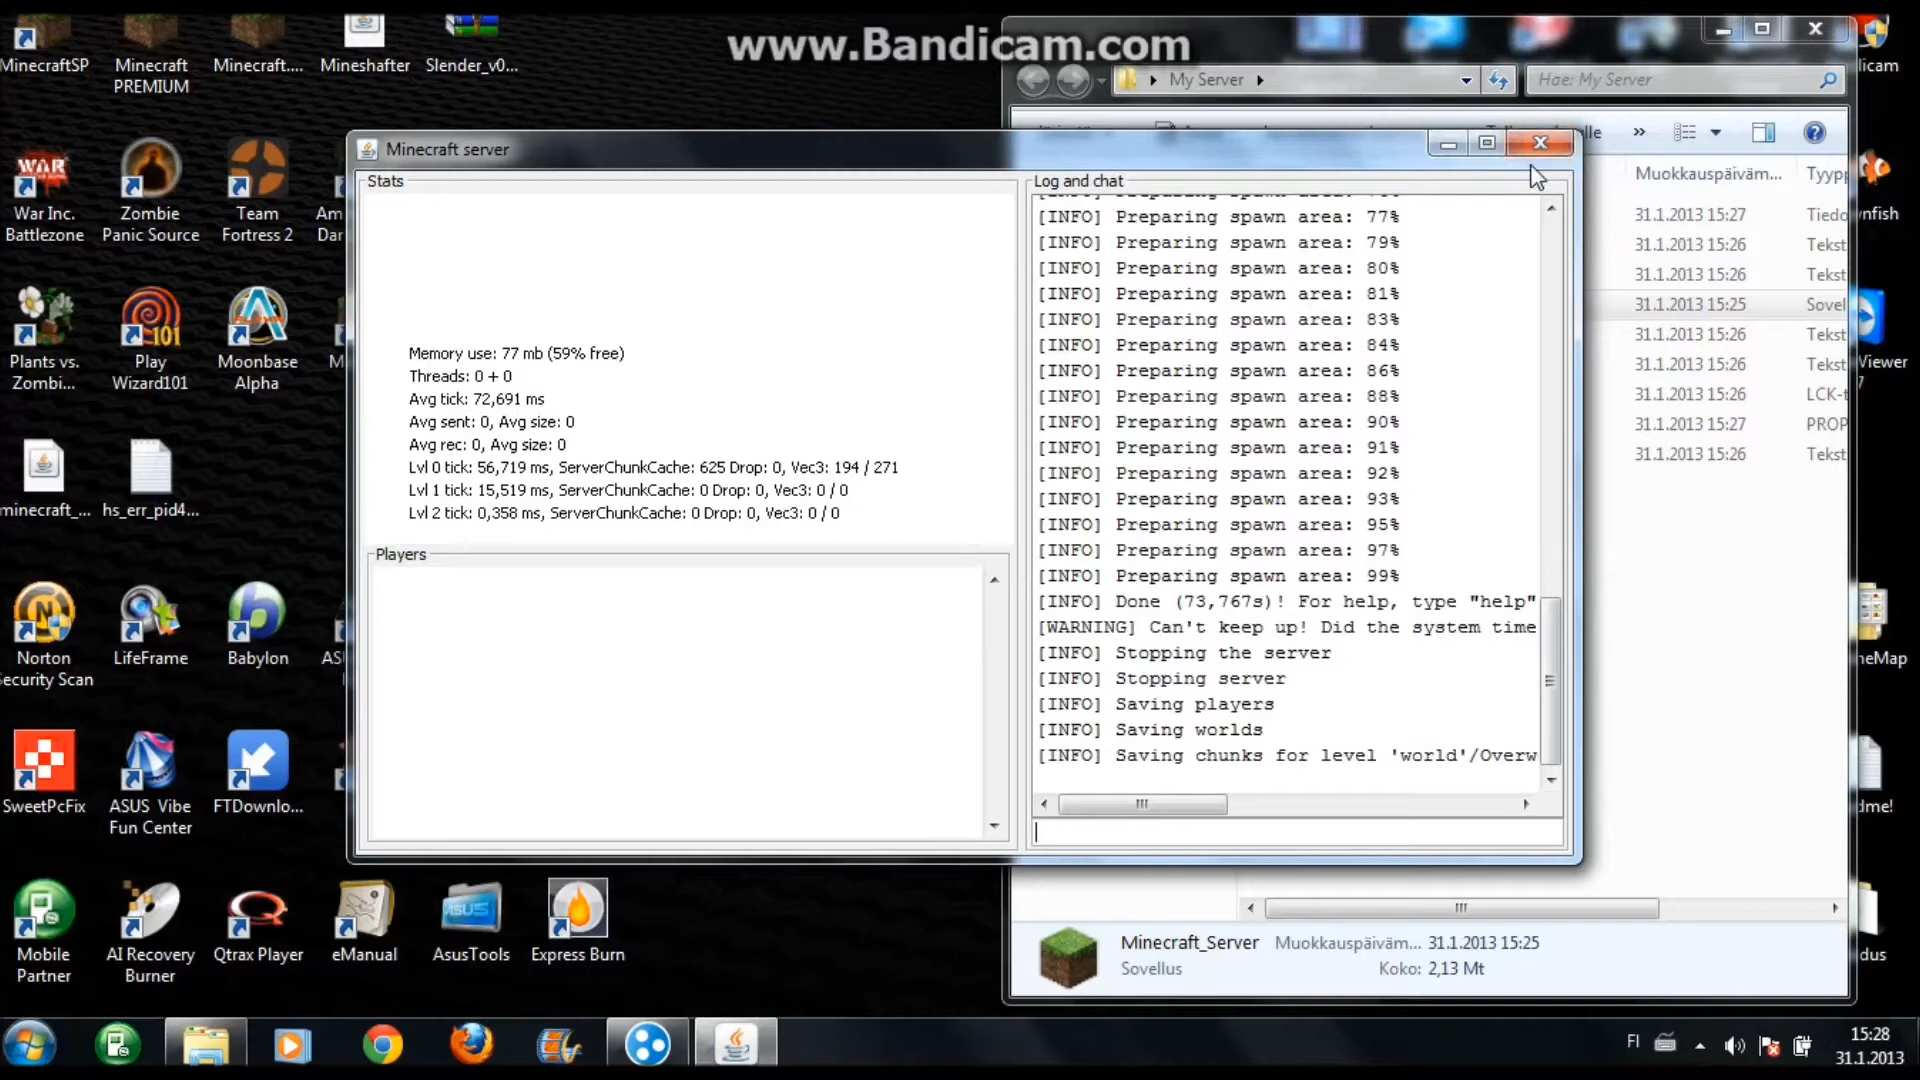 www.Bandicam.com
MinecraftSP
Minecraft PREMIUM
Minecraft....
Mineshafter
Slender_v0...
My Server
Hae: My Server
War Inc. Battlezone
Zombie Panic Source
Team Fortress 2
Plants vs. Zombi...
Play Wizard101
Moonbase Alpha
minecraft_...
hs_err_pid4...
Norton Security Scan
LifeFrame
Babylon
SweetPcFix
ASUS Vibe Fun Center
FTDownlo...
Mobile Partner
AI Recovery Burner
Qtrax Player
eManual
AsusTools
Express Burn
Minecraft server
Stats
Memory use: 77 mb (59% free)
Threads: 0 + 0
Avg tick: 72,691 ms
Avg sent: 0, Avg size: 0
Avg rec: 0, Avg size: 0
Lvl 0 tick: 56,719 ms, ServerChunkCache: 625 Drop: 0, Vec3: 194 / 271
Lvl 1 tick: 15,519 ms, ServerChunkCache: 0 Drop: 0, Vec3: 0 / 0
Lvl 2 tick: 0,358 ms, ServerChunkCache: 0 Drop: 0, Vec3: 0 / 0
Players
Log and chat
[INFO] Preparing spawn area: 77%
[INFO] Preparing spawn area: 79%
[INFO] Preparing spawn area: 80%
[INFO] Preparing spawn area: 81%
[INFO] Preparing spawn area: 83%
[INFO] Preparing spawn area: 84%
[INFO] Preparing spawn area: 86%
[INFO] Preparing spawn area: 88%
[INFO] Preparing spawn area: 90%
[INFO] Preparing spawn area: 91%
[INFO] Preparing spawn area: 92%
[INFO] Preparing spawn area: 93%
[INFO] Preparing spawn area: 95%
[INFO] Preparing spawn area: 97%
[INFO] Preparing spawn area: 99%
[INFO] Done (73,767s)! For help, type "help"
[WARNING] Can't keep up! Did the system time
[INFO] Stopping the server
[INFO] Stopping server
[INFO] Saving players
[INFO] Saving worlds
[INFO] Saving chunks for level 'world'/Overw
Muokkauspäiväm... Tyypp
31.1.2013 15:27 Tiedo
31.1.2013 15:26 Tekst
31.1.2013 15:26 Tekst
31.1.2013 15:25 Sovel
31.1.2013 15:26 Tekst
31.1.2013 15:26 Tekst
31.1.2013 15:26 LCK-t
31.1.2013 15:27 PROP
31.1.2013 15:26 Tekst
Minecraft_Server Muokkauspäiväm... 31.1.2013 15:25
Sovellus Koko: 2,13 Mt
FI
15:28
31.1.2013